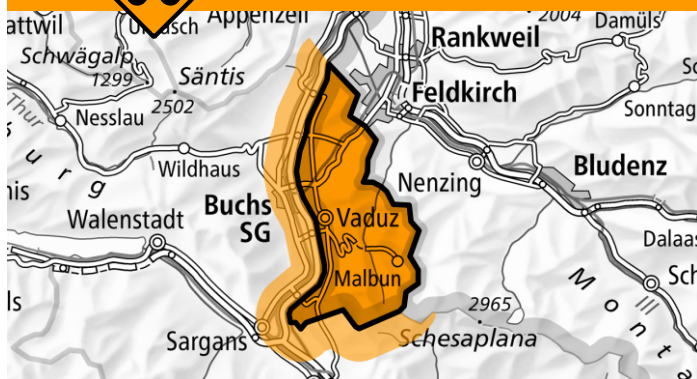 Appenzell
2004
Damüls
Rankweil
Schwägalp
1299
Säntis
2502
Feldkirch
Thur
Nesslau
Sonntag
Wildhaus
Bludenz
Nenzing
Buchs
SG
Walenstadt
Vaduz
Malbun
Dalaas
2965
Schesaplana
Sargans